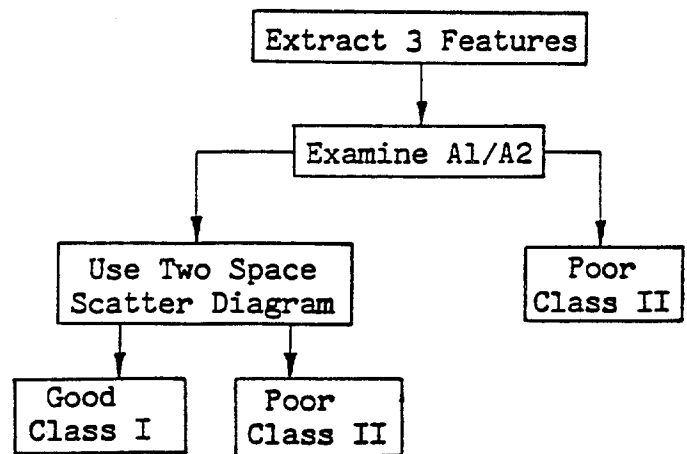 Extract 3 Features
Examine A1/A2
Use Two Space
Scatter Diagram
Poor
Class II
Good
Class I
Poor
Class II